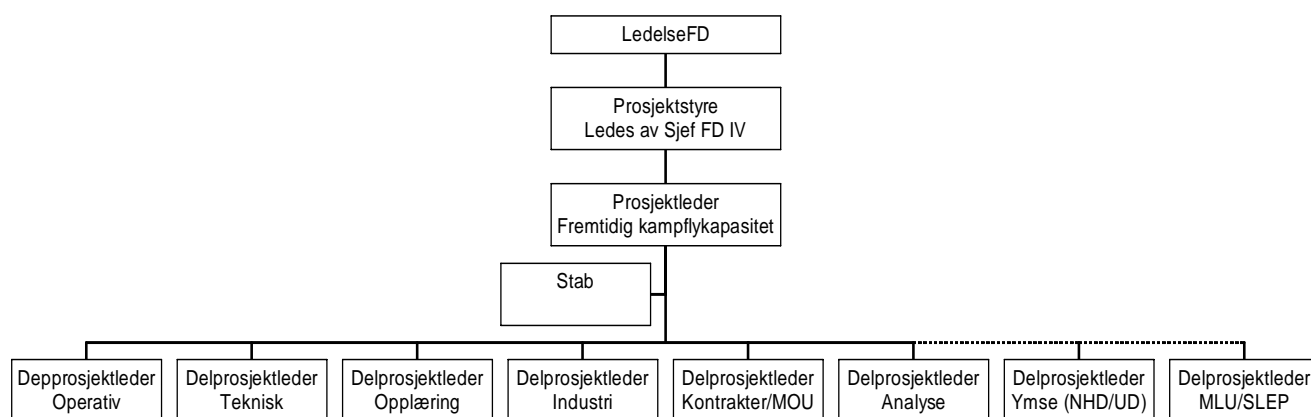 LedelseFD
Prosjektstyre
Ledes av Sjef FD IV
Prosjektleder
Fremtidig kampflykapasitet
Stab
Depprosjektleder
Operativ
Delprosjektleder
Teknisk
Delprosjektleder
Opplæring
Delprosjektleder
Industri
Delprosjektleder
Kontrakter/MOU
Delprosjektleder
Analyse
Delprosjektleder
Ymse (NHD/UD)
Delprosjektleder
MLU/SLEP